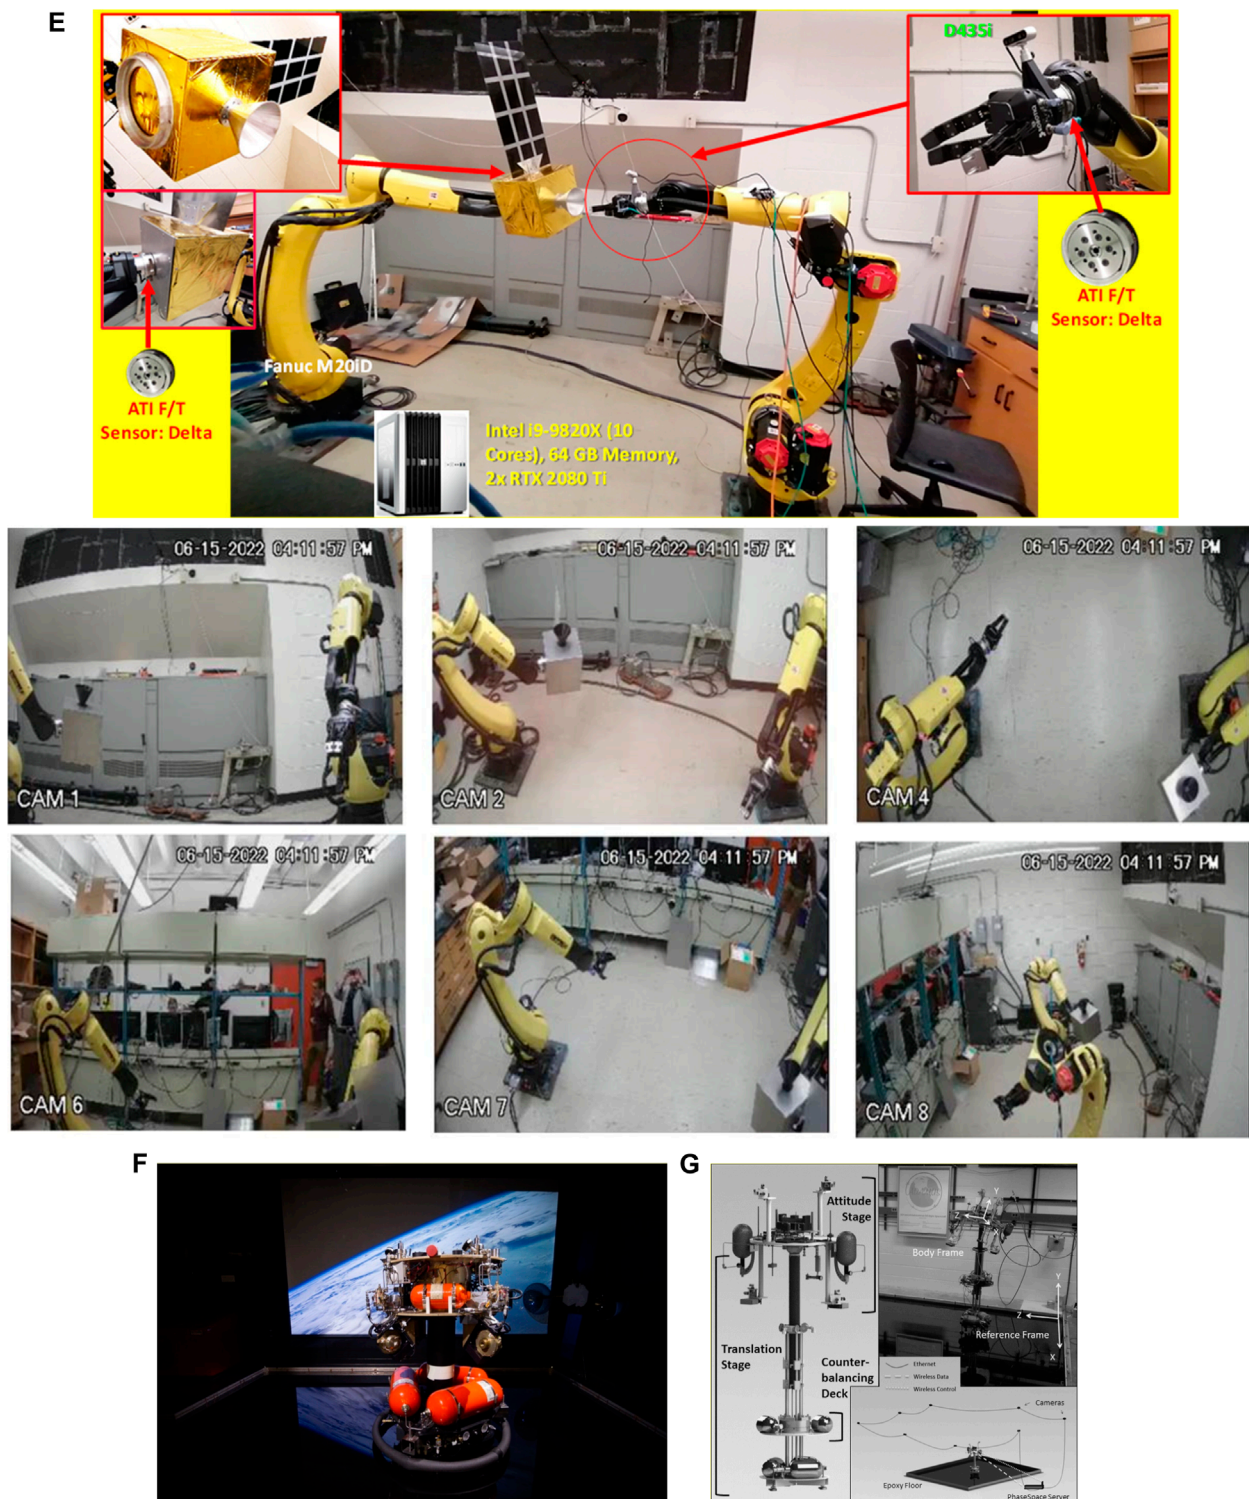 E
D435i
ATI F/T
Sensor: Delta
Fanuc M20iD
ATI F/T
Sensor: Delta
Intel i9-9820X (10
Cores), 64 GB Memory,
2x RTX 2080 Ti
06-15-2022 04:11:57 PM
CAM 1
06-15-2022 04:11:57 PM
CAM 2
06-15-2022 04:11:57 PM
CAM 4
06-15-2022 04:11:57 PM
CAM 6
06-15-2022 04:11:57 PM
CAM 7
06-15-2022 04:11:57 PM
CAM 8
F
G
Attitude
Stage
Translation
Stage
Counter-
balancing
Deck
Body Frame
Y
Y
Z
X
Reference Frame
Ethernet
Wireless Data
Wireless Control
Cameras
Epoxy Floor
PhaseSpace Server